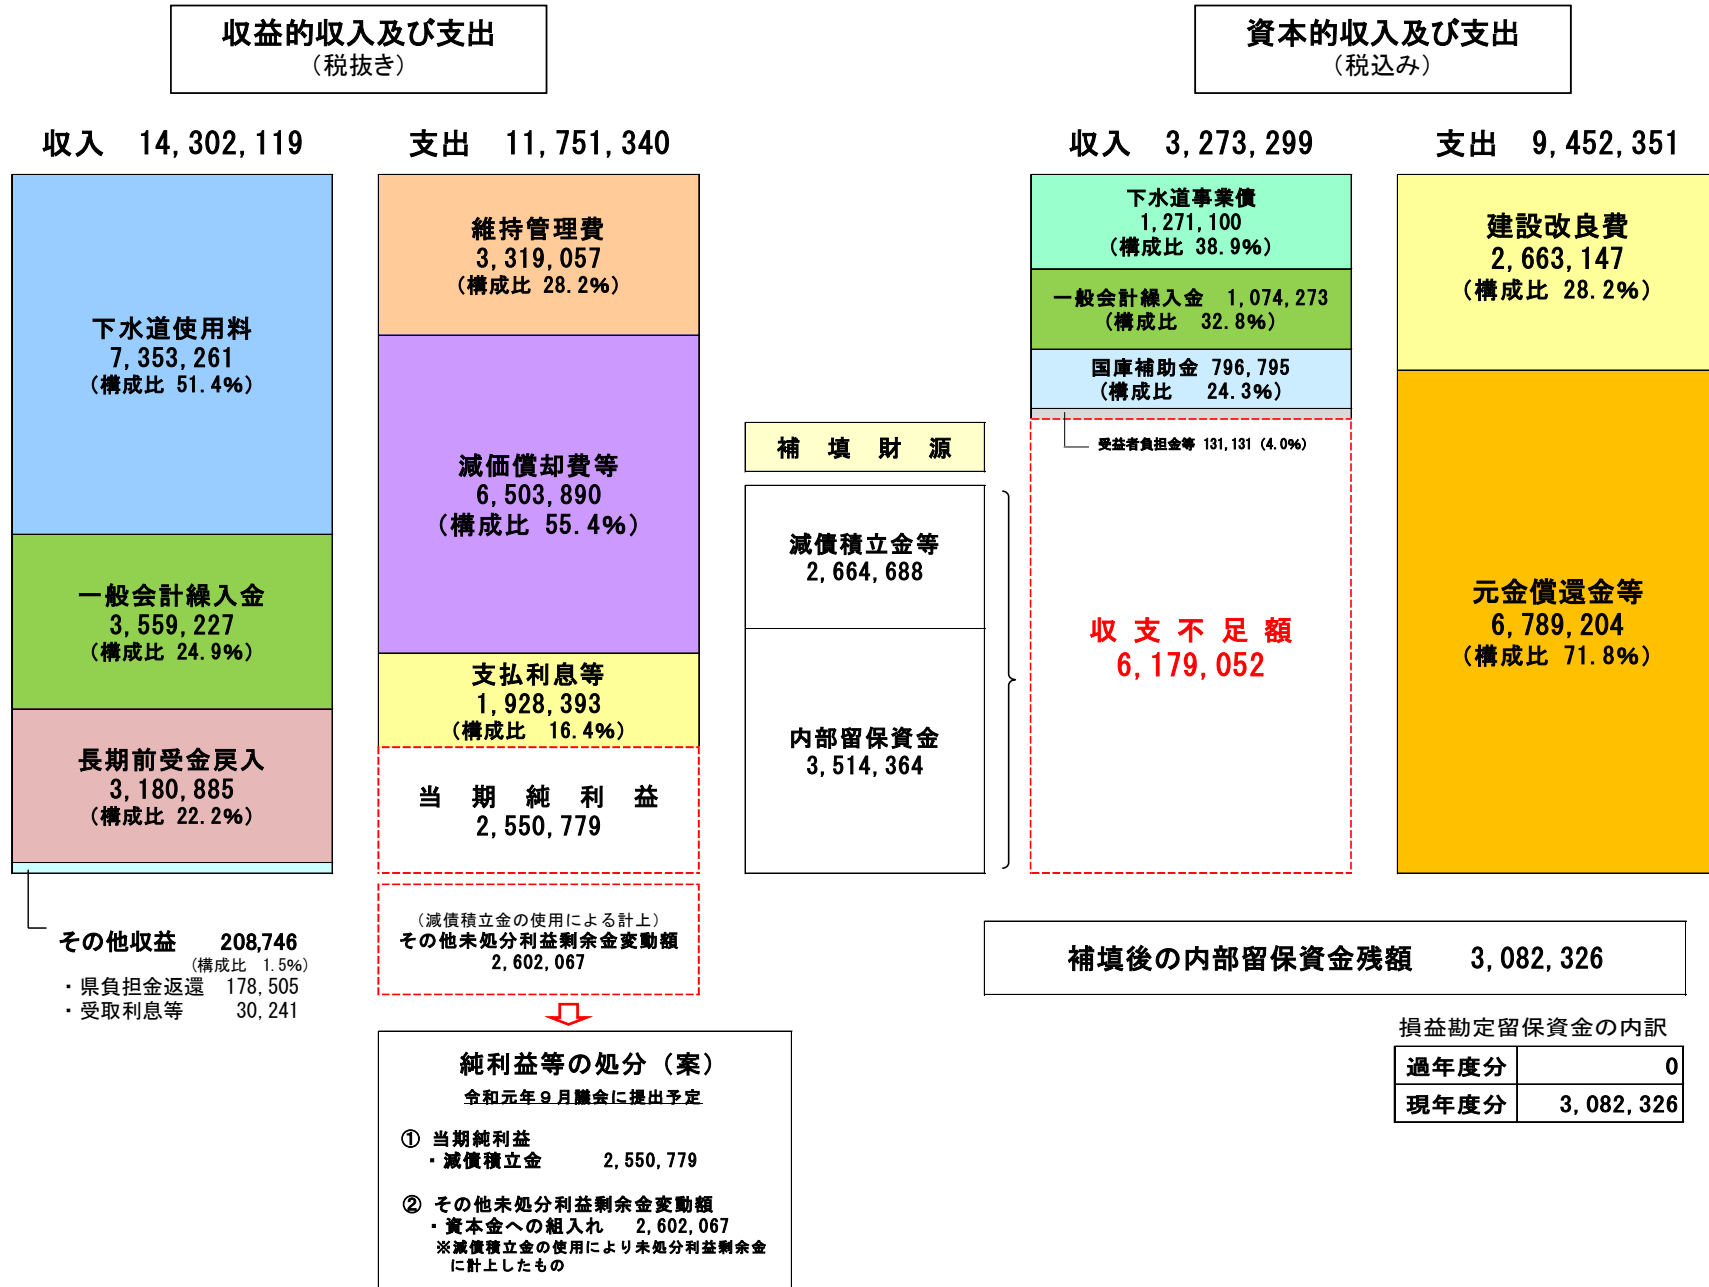 収益的収入及び支出
（税抜き）
資本的収入及び支出
（税込み）
収入　14,302,119
支出　11,751,340
収入　3,273,299
支出　9,452,351
下水道使用料
7,353,261
（構成比 51.4%）
一般会計繰入金
3,559,227
（構成比 24.9%）
長期前受金戻入
3,180,885
（構成比 22.2%）
その他収益　208,746
（構成比　1.5%）
・県負担金返還　178,505
・受取利息等　30,241
維持管理費
3,319,057
（構成比 28.2%）
減価償却費等
6,503,890
（構成比 55.4%）
支払利息等
1,928,393
（構成比　16.4%）
当　期　純　利　益
2,550,779
（減債積立金の使用による計上）
その他未処分利益剰余金変動額
2,602,067
純利益等の処分（案）
令和元年９月議会に提出予定
① 当期純利益
・減債積立金　2,550,779
② その他未処分利益剰余金変動額
・資本金への組入れ　2,602,067
※減債積立金の使用により未処分利益剰余金
に計上したもの
補　填　財　源
減債積立金等
2,664,688
内部留保資金
3,514,364
下水道事業債
1,271,100
（構成比 38.9%）
一般会計繰入金　1,074,273
（構成比　32.8%）
国庫補助金 796,795
（構成比　24.3%）
受益者負担金等 131,131（4.0%）
収 支 不 足 額
6,179,052
建設改良費
2,663,147
（構成比 28.2%）
元金償還金等
6,789,204
（構成比 71.8%）
補填後の内部留保資金残額　3,082,326
損益勘定留保資金の内訳
過年度分　0
現年度分　3,082,326